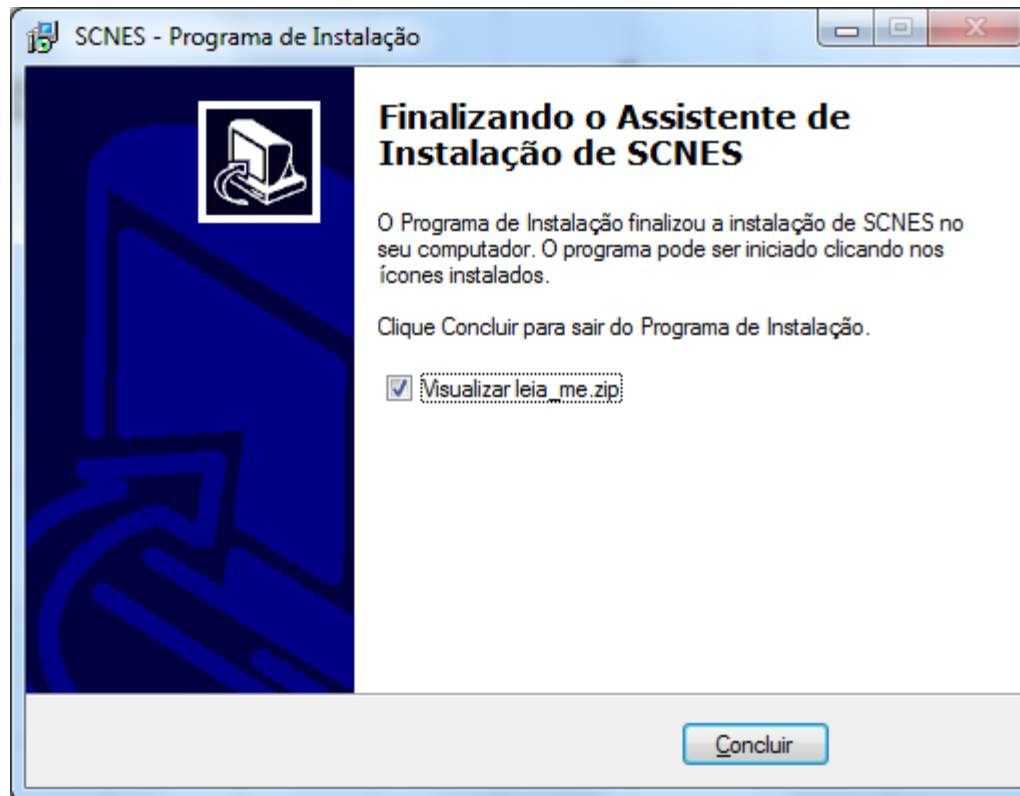 SCNES - Programa de Instalação
Finalizando o Assistente de
Instalação de SCNES
O Programa de Instalação finalizou a instalação de SCNES no
seu computador. O programa pode ser iniciado clicando nos
ícones instalados.
Clique Concluir para sair do Programa de Instalação.
Visualizar leia_me.zip
Concluir